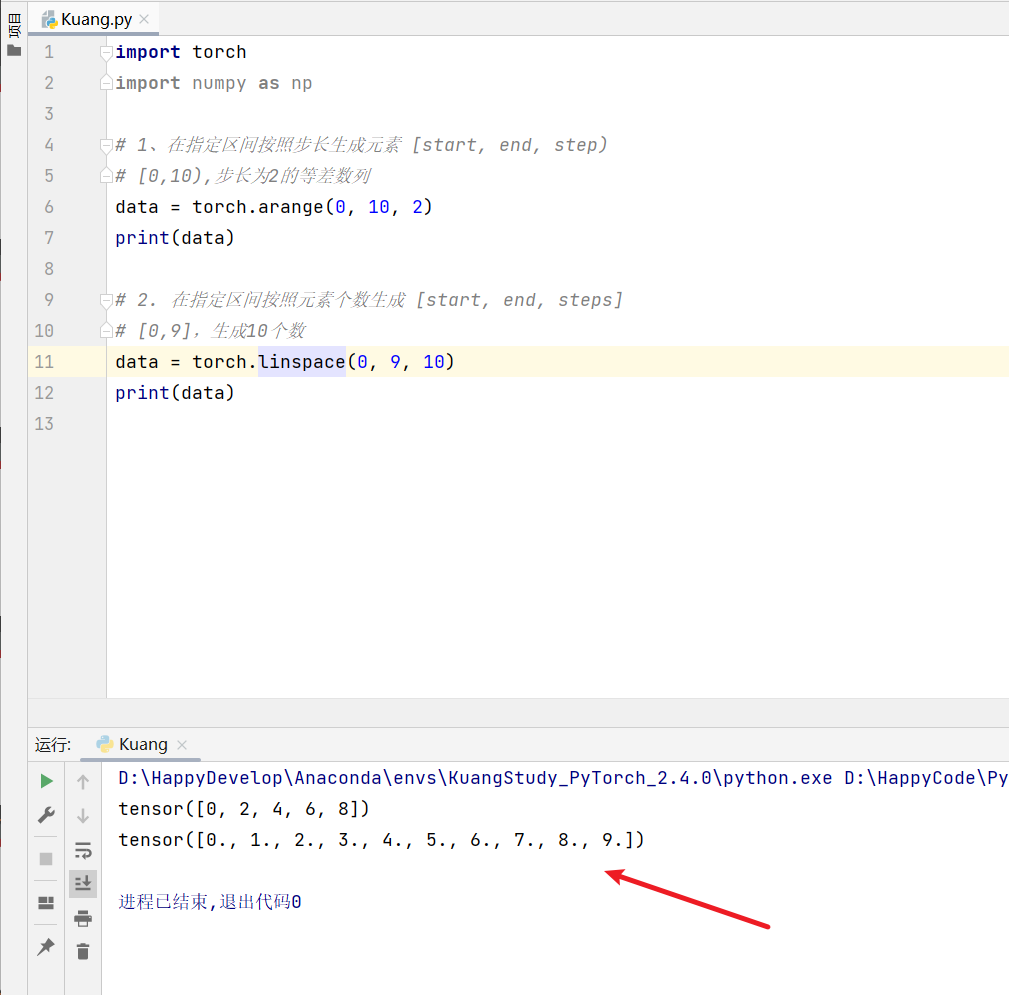 项目
Kuang.py
1 import torch
2 import numpy as np
3
4 # 1、在指定区间按照步长生成元素 [start, end, step)
5 # [0,10),步长为2的等差数列
6 data = torch.arange(0, 10, 2)
7 print(data)
8
9 # 2. 在指定区间按照元素个数生成 [start, end, steps]
10 # [0,9]，生成10个数
11 data = torch.linspace(0, 9, 10)
12 print(data)
13
运行: Kuang
D:\HappyDevelop\Anaconda\envs\KuangStudy_PyTorch_2.4.0\python.exe D:\HappyCode\Py
tensor([0, 2, 4, 6, 8])
tensor([0., 1., 2., 3., 4., 5., 6., 7., 8., 9.])
进程已结束,退出代码0